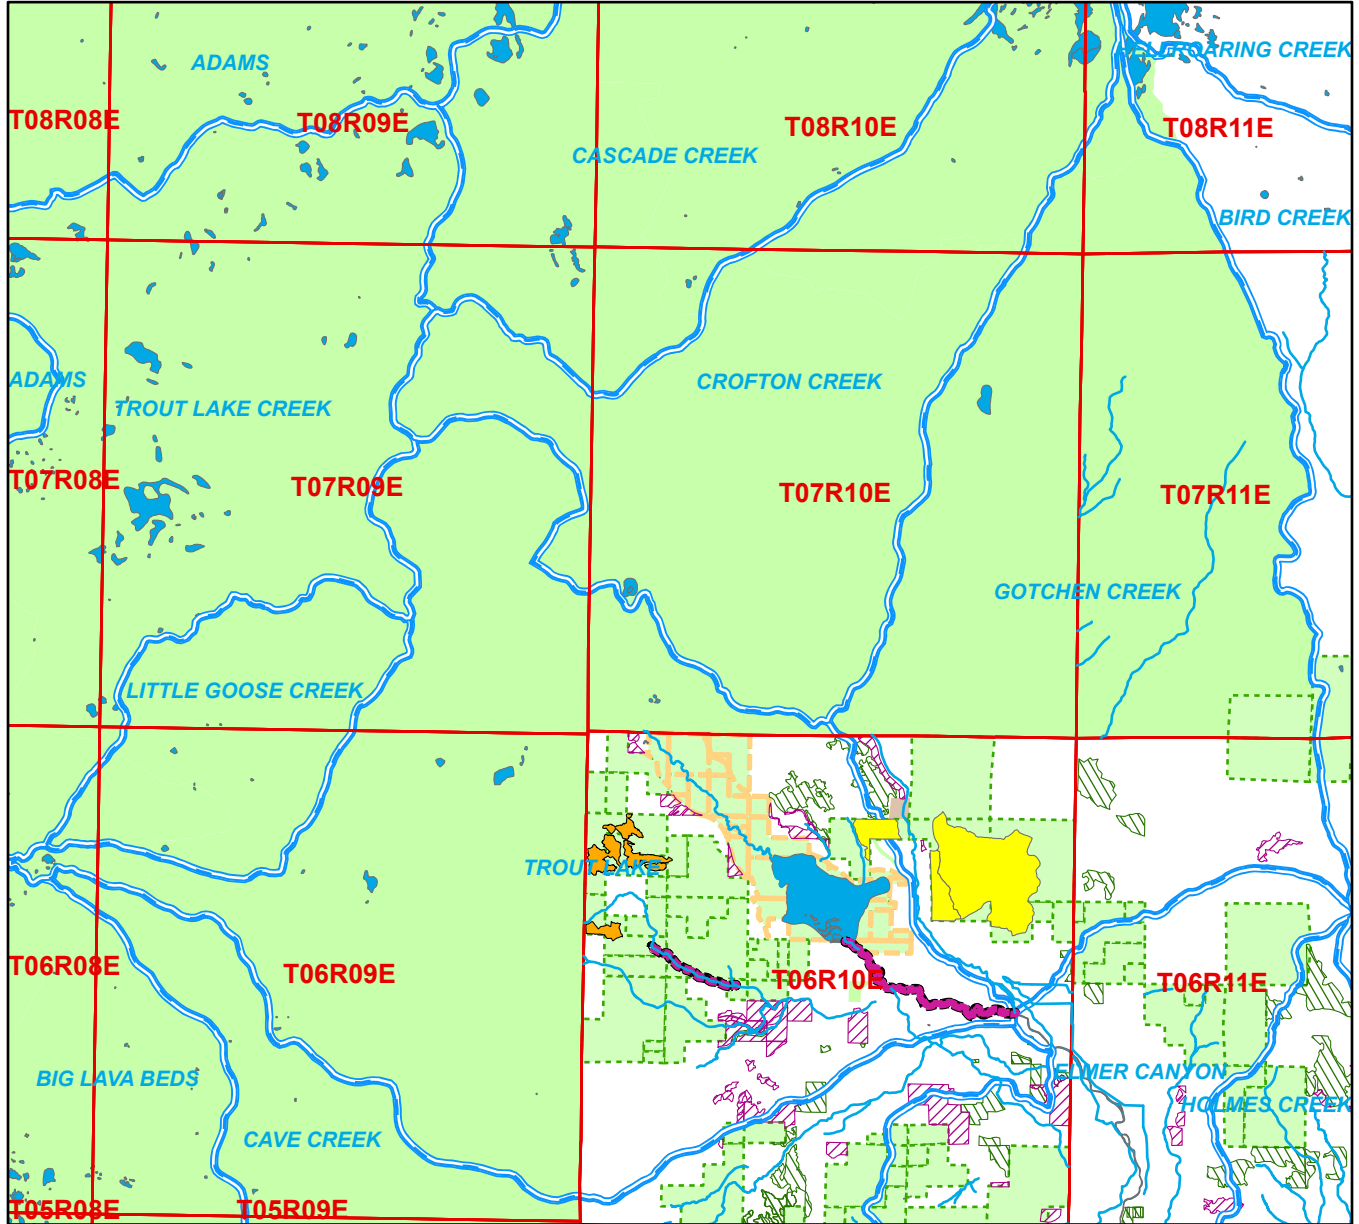 ADAMS
HELLROARING CREEK
T08R08E
T08R09E
T08R10E
T08R11E
CASCADE CREEK
BIRD CREEK
ADAMS
TROUT LAKE CREEK
CROFTON CREEK
T07R08E
T07R09E
T07R10E
T07R11E
GOTCHEN CREEK
LITTLE GOOSE CREEK
TROUT LAKE
T06R08E
T06R09E
T06R10E
T06R11E
BIG LAVA BEDS
ELMER CANYON
HOLMES CREEK
CAVE CREEK
T05R08E
T05R09E